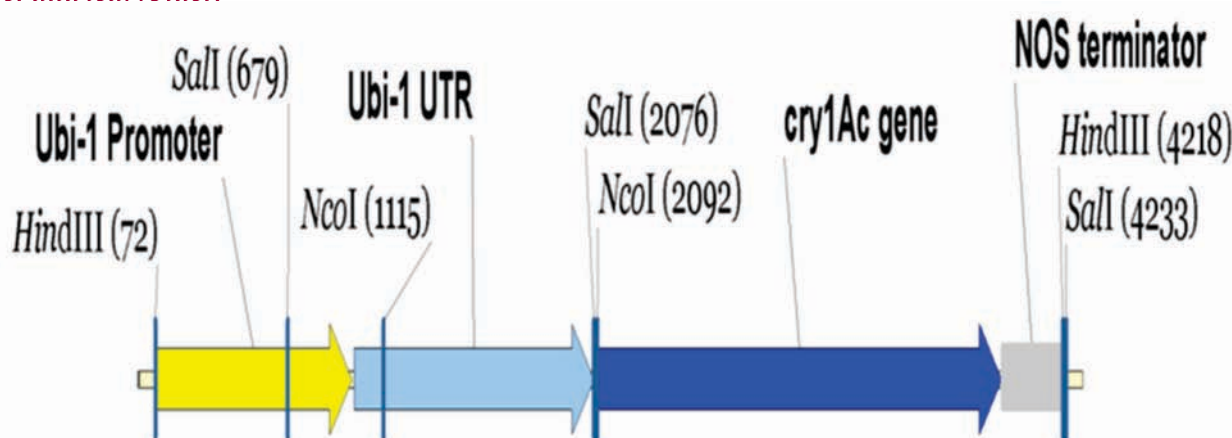 NOS terminator
SalI (679)
Ubi-1 UTR
SalI (2076)
cry1Ac gene
HindIII (4218)
Ubi-1 Promoter
NcoI (1115)
NcoI (2092)
SalI (4233)
HindIII (72)